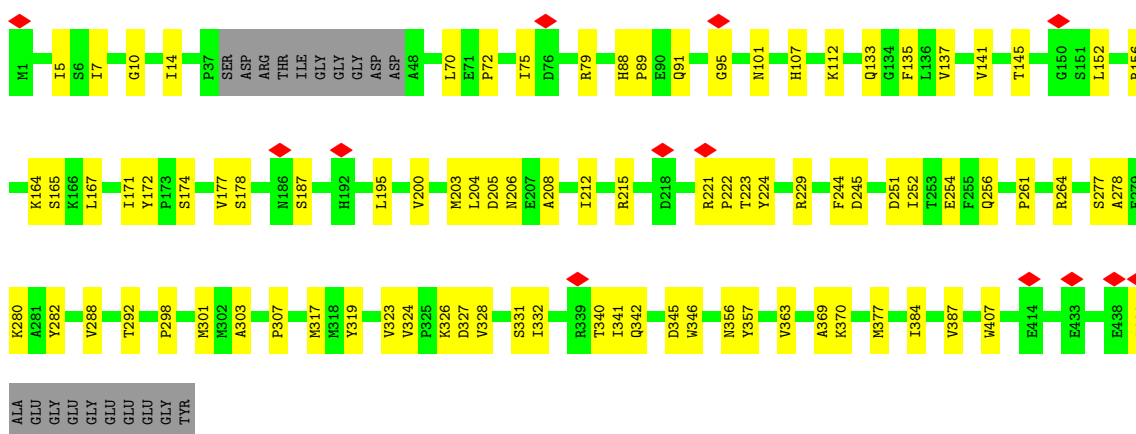 M1 I5 S6 I7 G10 I14 P37 SER ASP ARG THR ILE GLY GLY GLY ASP ASP A48 L70 E71 P72 I75 D76 R79 H88 P89 E90 Q91 G95 N101 H107 K112 Q133 G134 F135 L136 V137 V141 T145 G150 S151 L152
K164 S165 K166 L167 I171 Y172 P173 S174 V177 S178 N186 S187 H192 L195 V200 M203 L204 D205 N206 E207 A208 I212 R215 D218 R221 P222 T223 Y224 R229 F244 D245 D251 I252 T253 E254 F255 Q256 P261 R264 S277 A278
K280 A281 Y282 V288 T292 P298 M301 M302 A303 P307 M317 M318 Y319 V323 V324 P325 K326 D327 V328 S331 I332 R339 T340 I341 Q342 D345 W346 N356 Y357 V363 A369 K370 M377 I384 V387 W407 E414 E433 E438
ALA GLU GLY GLU GLY GLU GLU GLU GLY TYR